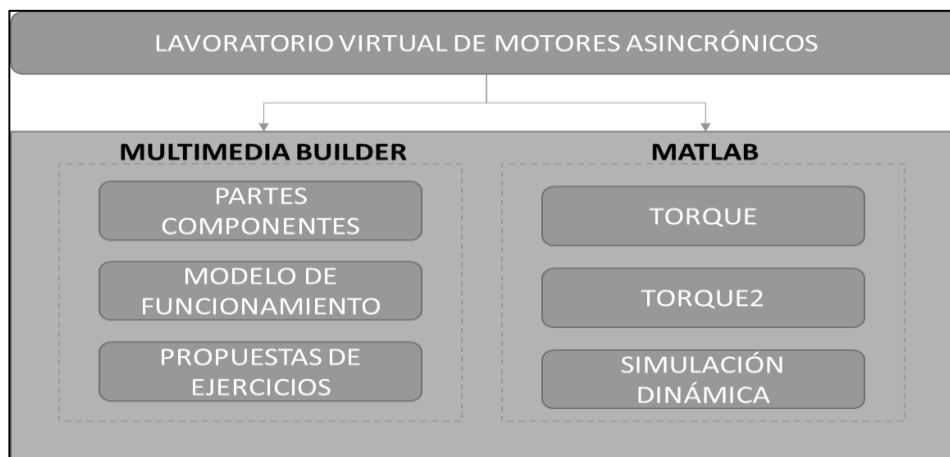 LAVORATORIO VIRTUAL DE MOTORES ASINCRÓNICOS
MULTIMEDIA BUILDER
PARTES
COMPONENTES
MODELO DE
FUNCIONAMIENTO
PROPUESTAS DE
EJERCICIOS
MATLAB
TORQUE
TORQUE2
SIMULACIÓN
DINÁMICA